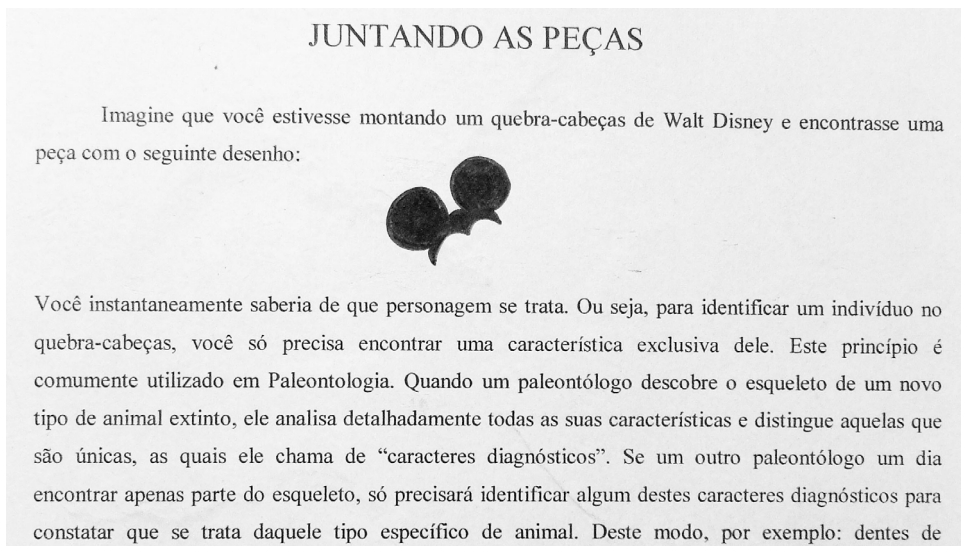 JUNTANDO AS PEÇAS
Imagine que você estivesse montando um quebra-cabeças de Walt Disney e encontrasse uma
peça com o seguinte desenho:
Você instantaneamente saberia de que personagem se trata. Ou seja, para identificar um indivíduo no
quebra-cabeças, você só precisa encontrar uma característica exclusiva dele. Este princípio é
comumente utilizado em Paleontologia. Quando um paleontólogo descobre o esqueleto de um novo
tipo de animal extinto, ele analisa detalhadamente todas as suas características e distingue aquelas que
são únicas, as quais ele chama de “caracteres diagnósticos”. Se um outro paleontólogo um dia
encontrar apenas parte do esqueleto, só precisará identificar algum destes caracteres diagnósticos para
constatar que se trata daquele tipo específico de animal. Deste modo, por exemplo: dentes de